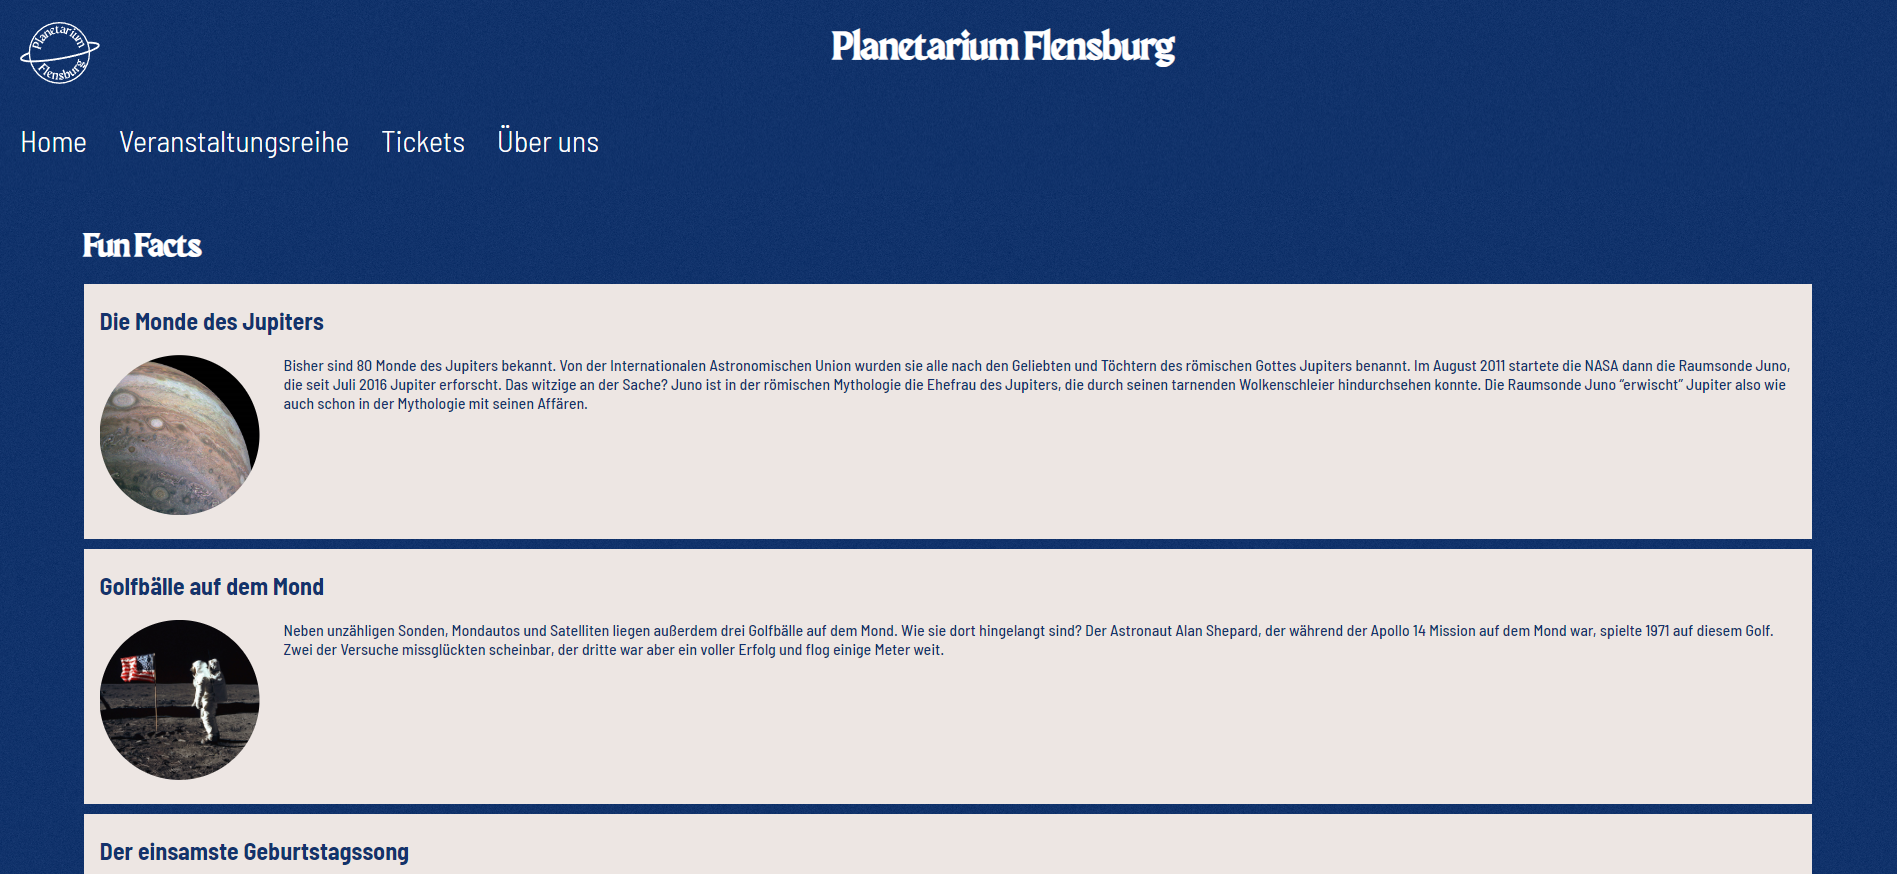 Planetarium
Flensburg
Planetarium Flensburg
Home Veranstaltungsreihe Tickets Über uns
Fun Facts
Die Monde des Jupiters
Bisher sind 80 Monde des Jupiters bekannt. Von der Internationalen Astronomischen Union wurden sie alle nach den Geliebten und Töchtern des römischen Gottes Jupiters benannt. Im August 2011 startete die NASA dann die Raumsonde Juno,
die seit Juli 2016 Jupiter erforscht. Das witzige an der Sache? Juno ist in der römischen Mythologie die Ehefrau des Jupiters, die durch seinen tarnenden Wolkenschleier hindurchsehen konnte. Die Raumsonde Juno “erwischt” Jupiter also wie
auch schon in der Mythologie mit seinen Affären.
Golfbälle auf dem Mond
Neben unzähligen Sonden, Mondautos und Satelliten liegen außerdem drei Golfbälle auf dem Mond. Wie sie dort hingelangt sind? Der Astronaut Alan Shepard, der während der Apollo 14 Mission auf dem Mond war, spielte 1971 auf diesem Golf.
Zwei der Versuche missglückten scheinbar, der dritte war aber ein voller Erfolg und flog einige Meter weit.
Der einsamste Geburtstagssong